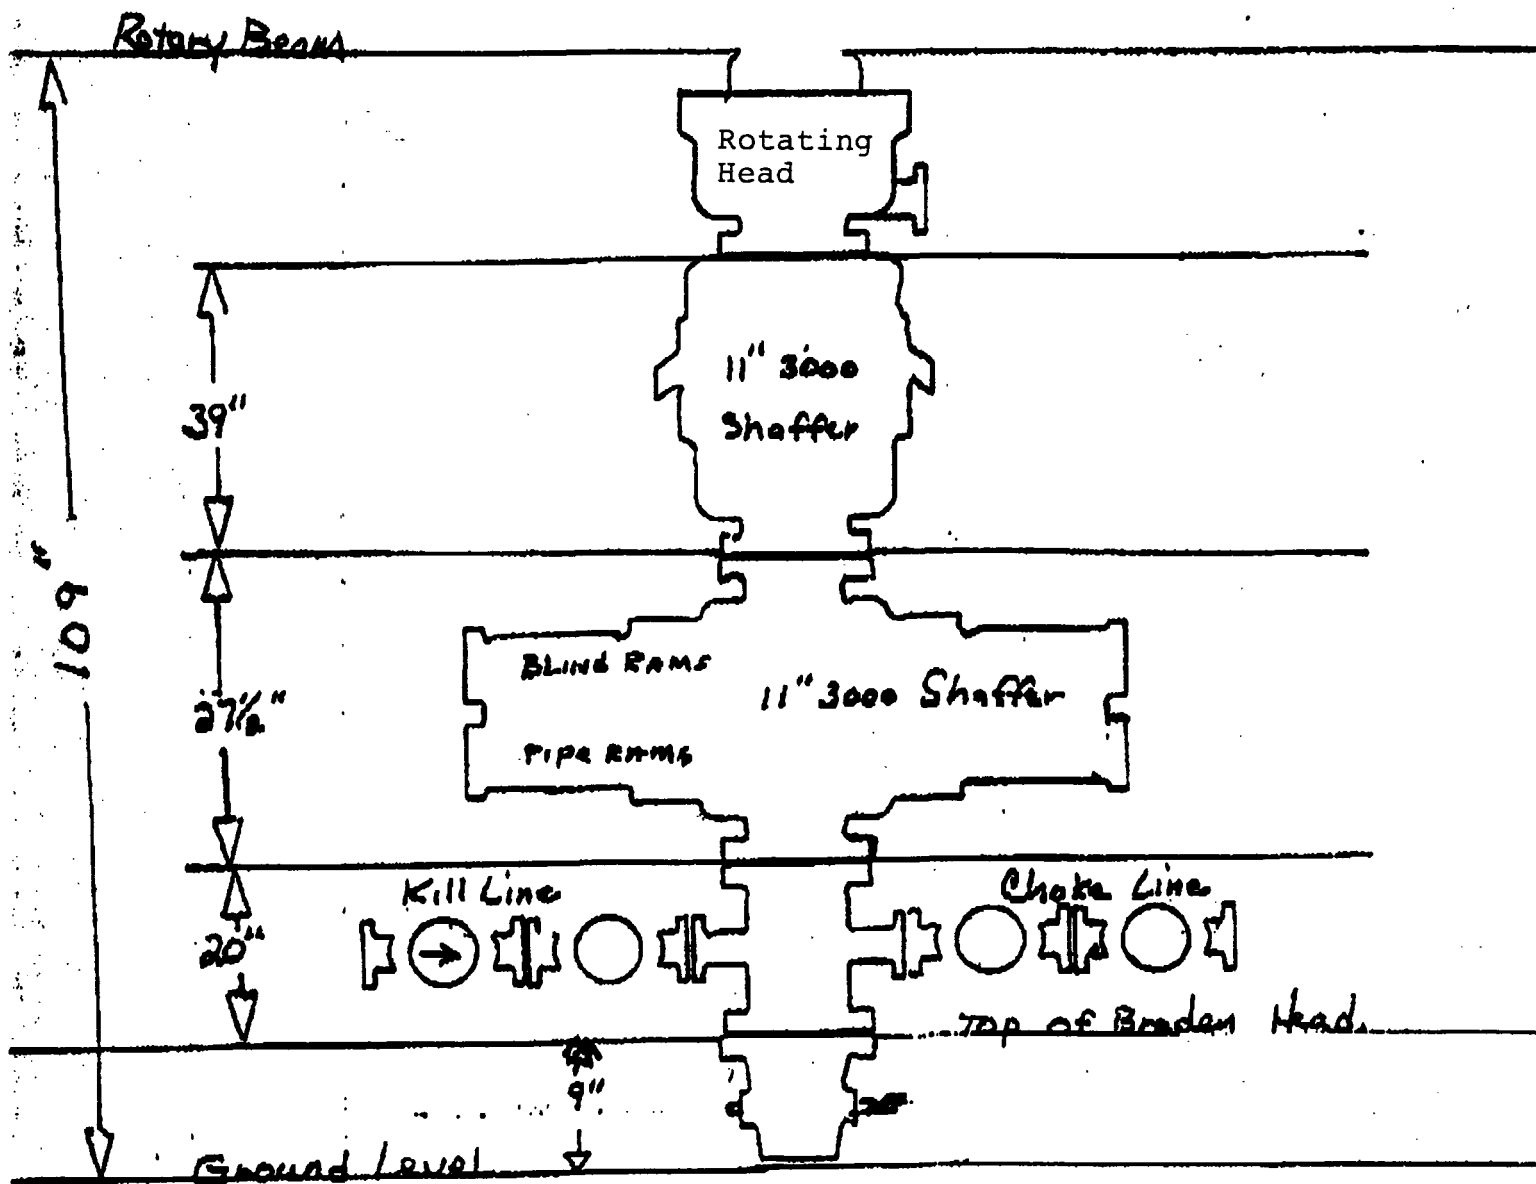 Rotary Beams
Rotating
Head
11" 3000
Shaffer
39"
109"
BLIND RAMS
11" 3000 Shaffer
27½"
PIPE RAMS
Kill Line
Choke Line
20"
Top of Braden Head
9"
Ground Level